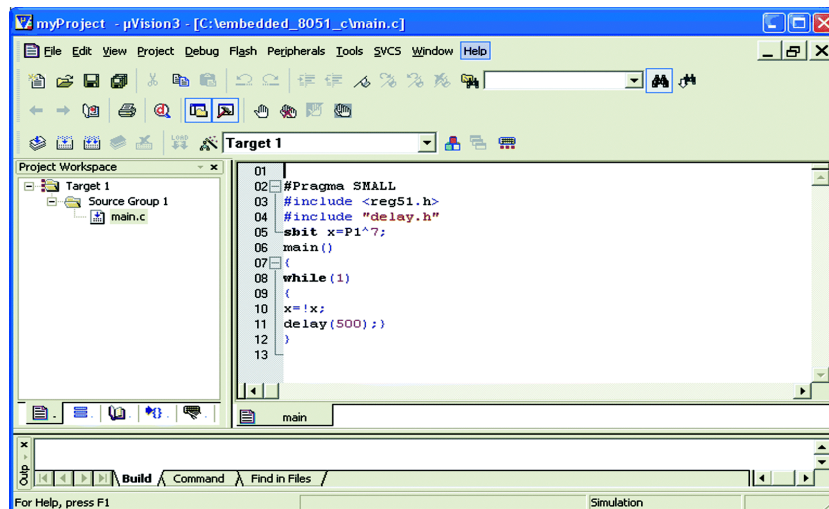 myProject - µVision3 - [C:\embedded_8051_c\main.c]
File Edit View Project Debug Flash Peripherals Tools SVCS Window Help
LOAD Target 1
Project Workspace
Target 1
Source Group 1
main.c
01
02 #Pragma SMALL
03 #include <reg51.h>
04 #include "delay.h"
05 sbit x=P1^7;
06 main()
07 {
08 while(1)
09 {
10 x=!x;
11 delay(500);}
12 }
13
main
Outp
Build Command Find in Files
For Help, press F1 Simulation